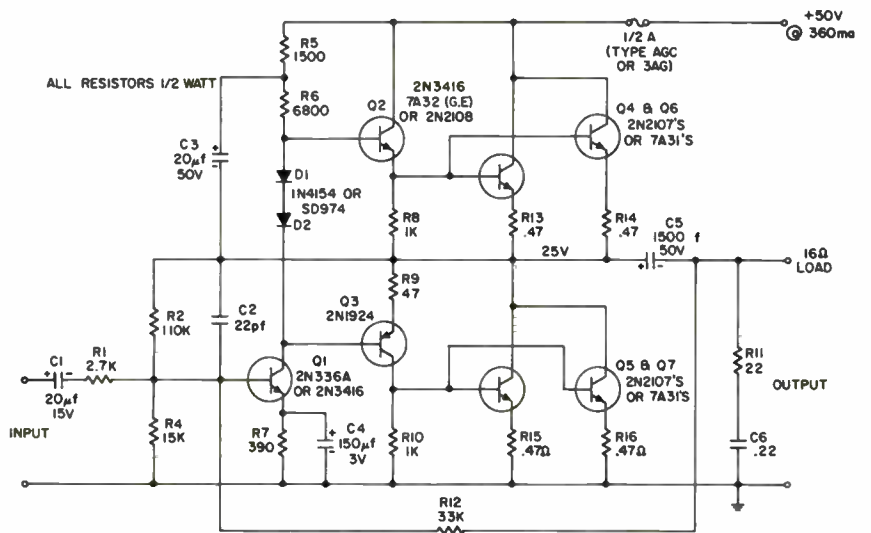 +50V
@ 360ma
1/2 A
(TYPE AGC
OR 3AG)
R5
1500
ALL RESISTORS 1/2 WATT
R6
6800
Q2
2N3416
7A32 (G.E)
OR 2N2108
Q4 & Q6
2N2107'S
OR 7A31'S
C3
20μf
50V
D1
1N4154 OR
SD974
D2
R8
1K
R13
.47
R14
.47
C5
1500 f
50V
25V
16Ω
LOAD
R2
110K
C2
22pf
R9
47
Q3
2N1924
C1
20μf
15V
R1
2.7K
Q1
2N336A
OR 2N3416
Q5 & Q7
2N2107'S
OR 7A31'S
R11
22
OUTPUT
INPUT
R4
15K
R7
390
C4
150μf
3V
R10
1K
R15
.47Ω
R16
.47Ω
C6
.22
R12
33K